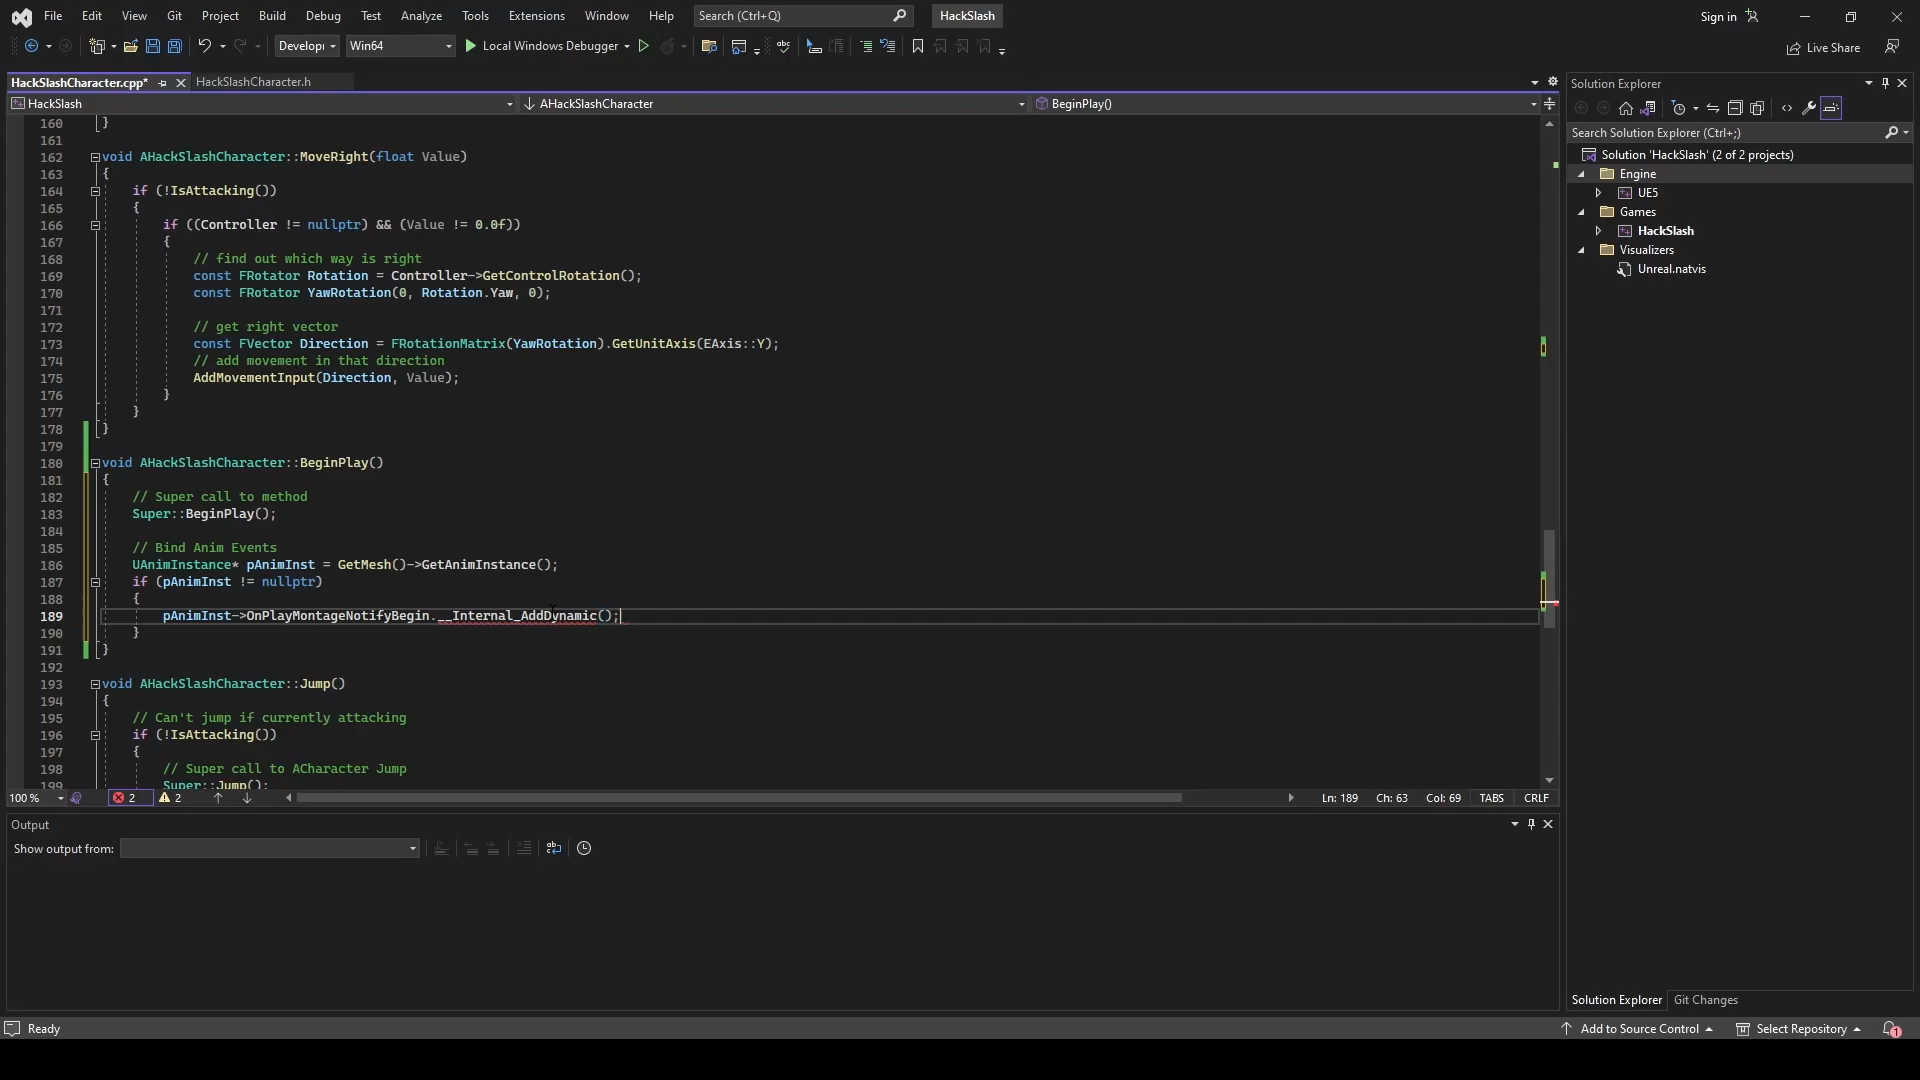 File Edit View Git Project Build Debug Test Analyze Tools Extensions Window Help Search (Ctrl+Q) HackSlash Sign in
Develop Win64 Local Windows Debugger Live Share
HackSlashCharacter.cpp* HackSlashCharacter.h
HackSlash AHackSlashCharacter BeginPlay()
160 }
161
162 void AHackSlashCharacter::MoveRight(float Value)
163 {
164 if (!IsAttacking())
165 {
166 if ((Controller != nullptr) && (Value != 0.0f))
167 {
168 // find out which way is right
169 const FRotator Rotation = Controller->GetControlRotation();
170 const FRotator YawRotation(0, Rotation.Yaw, 0);
171
172 // get right vector
173 const FVector Direction = FRotationMatrix(YawRotation).GetUnitAxis(EAxis::Y);
174 // add movement in that direction
175 AddMovementInput(Direction, Value);
176 }
177 }
178 }
179
180 void AHackSlashCharacter::BeginPlay()
181 {
182 // Super call to method
183 Super::BeginPlay();
184
185 // Bind Anim Events
186 UAnimInstance* pAnimInst = GetMesh()->GetAnimInstance();
187 if (pAnimInst != nullptr)
188 {
189 pAnimInst->OnPlayMontageNotifyBegin.__Internal_AddDynamic();
190 }
191 }
192
193 void AHackSlashCharacter::Jump()
194 {
195 // Can't jump if currently attacking
196 if (!IsAttacking())
197 {
198 // Super call to ACharacter Jump
199 Super::Jump();
100 % 2 2 Ln: 189 Ch: 63 Col: 69 TABS CRLF
Output
Show output from:
Solution Explorer
Search Solution Explorer (Ctrl+;)
Solution 'HackSlash' (2 of 2 projects)
Engine
UE5
Games
HackSlash
Visualizers
Unreal.natvis
Solution Explorer Git Changes
Ready Add to Source Control Select Repository 1